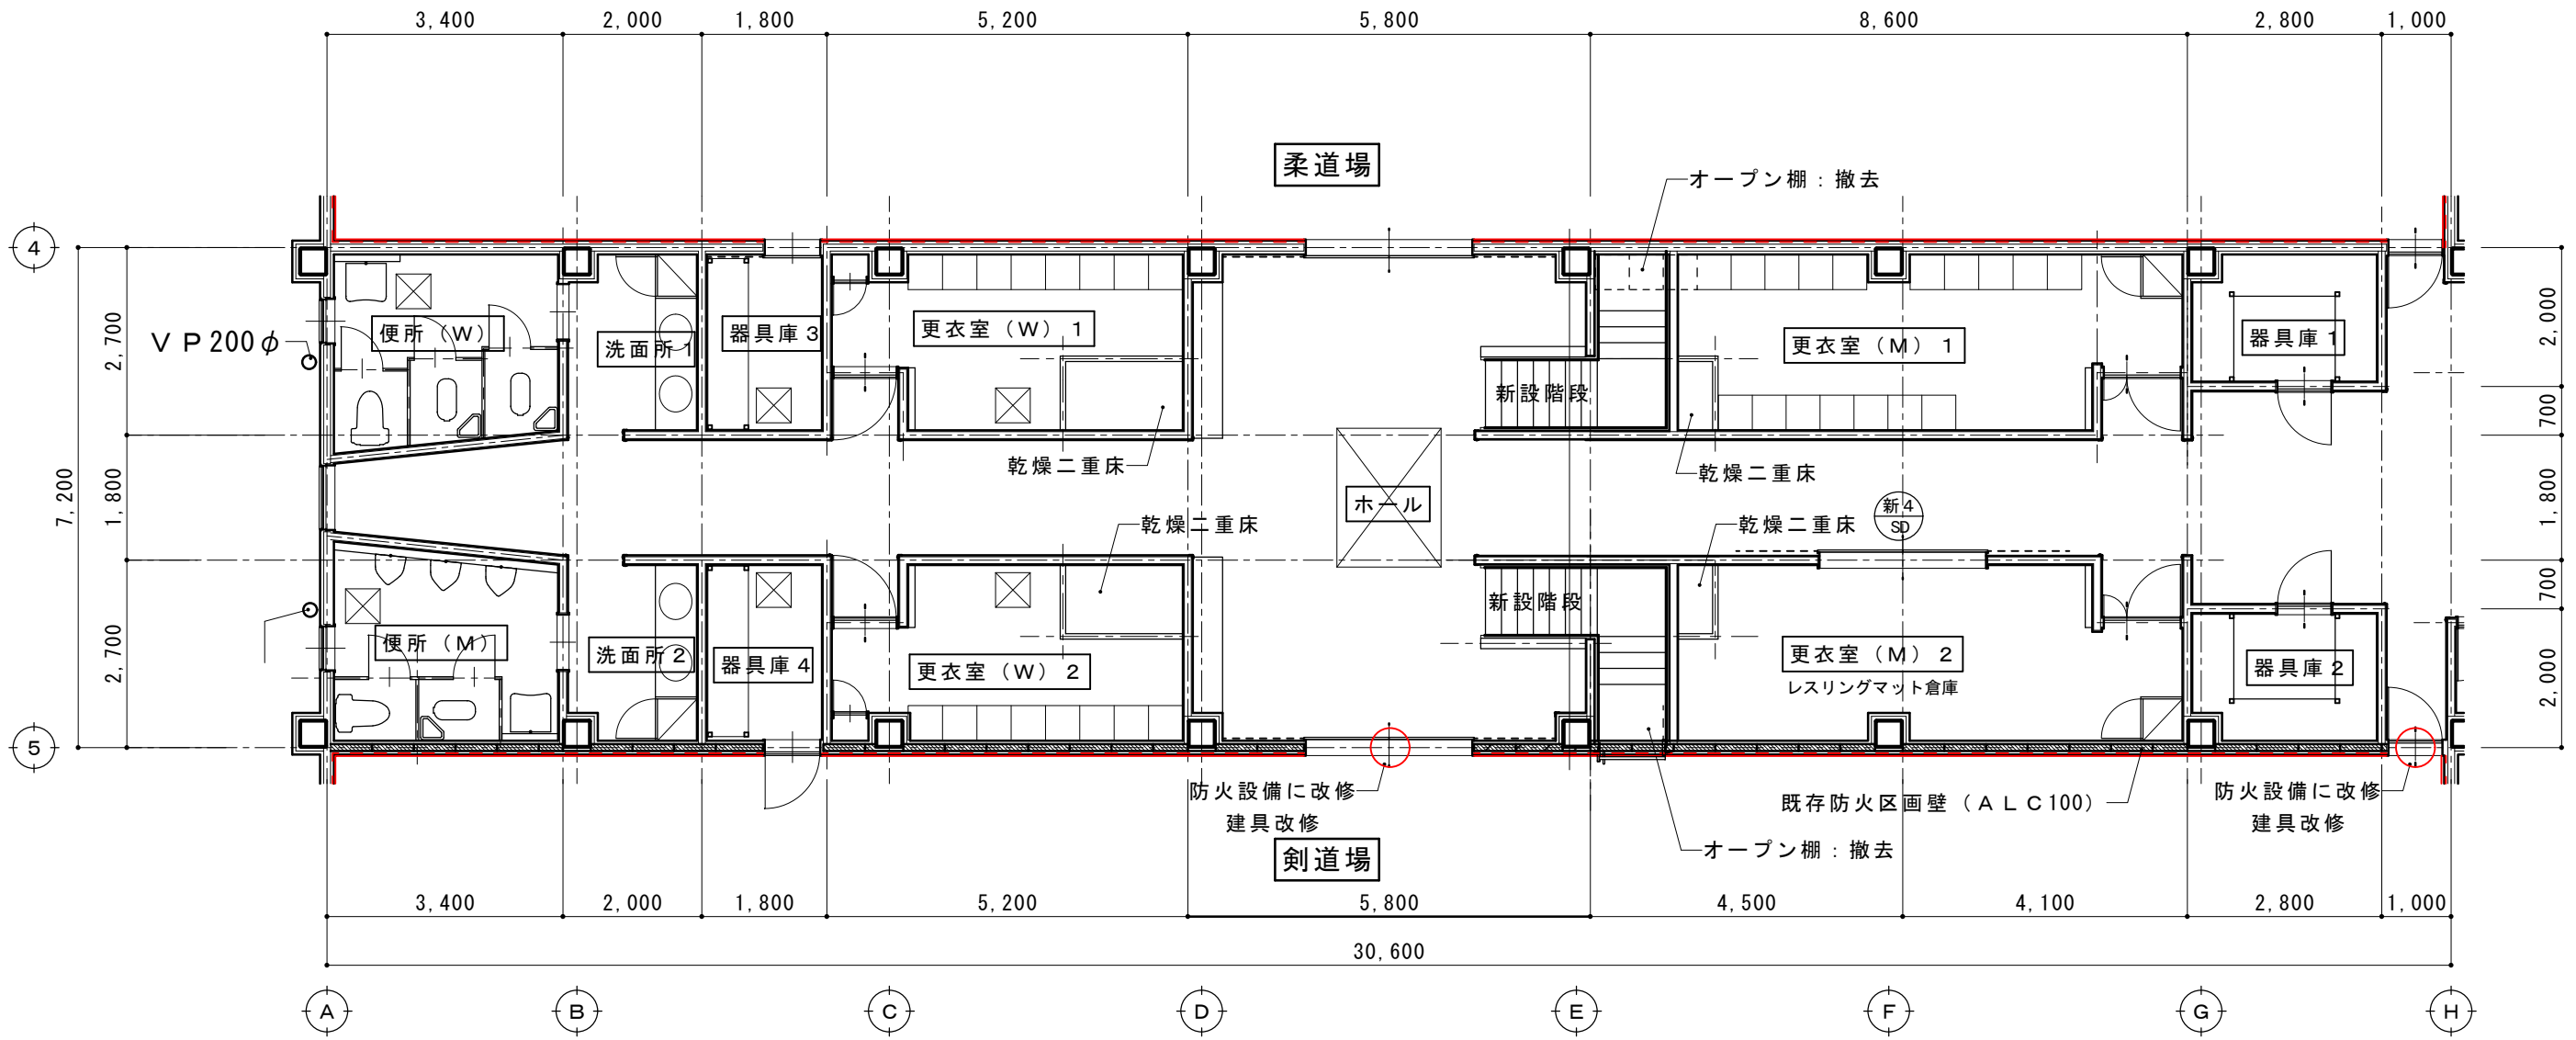 3,400
2,000
1,800
5,200
5,800
8,600
2,800
1,000
柔道場
オープン棚：撤去
4
VP200φ
便所（W）
洗面所1
器具庫3
更衣室（W）1
新設階段
更衣室（M）1
器具庫1
2,700
1,800
2,700
7,200
2,000
700
1,800
700
2,000
乾燥二重床
乾燥二重床
ホール
新4
SD
乾燥二重床
乾燥二重床
便所（M）
洗面所2
器具庫4
更衣室（W）2
新設階段
更衣室（M）2
レスリングマット倉庫
器具庫2
5
防火設備に改修
建具改修
既存防火区画壁（ALC100）
防火設備に改修
建具改修
オープン棚：撤去
剣道場
3,400
2,000
1,800
5,200
5,800
4,500
4,100
2,800
1,000
30,600
A
B
C
D
E
F
G
H